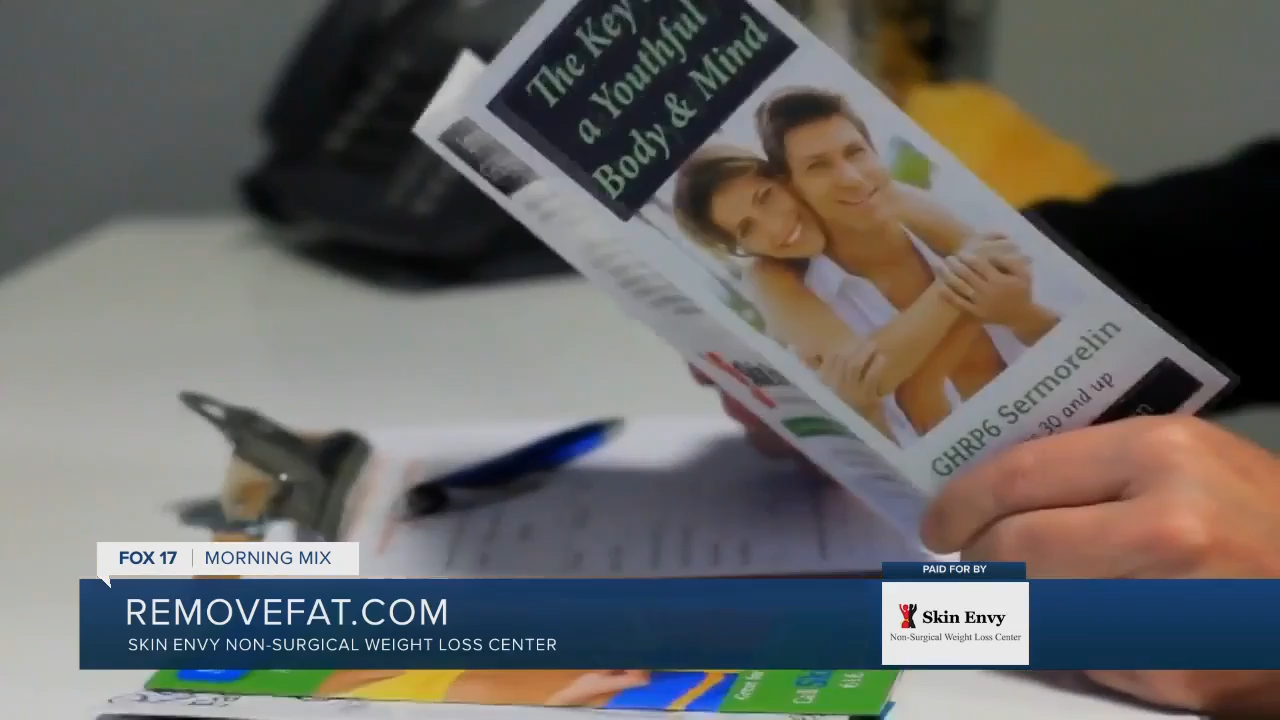 The Key
a Youthful
Body & Mind
GHRP6 Sermorelin
30 and up
FOX 17 | MORNING MIX
REMOVEFAT.COM
SKIN ENVY NON-SURGICAL WEIGHT LOSS CENTER
PAID FOR BY
Skin Envy
Non-Surgical Weight Loss Center
Call